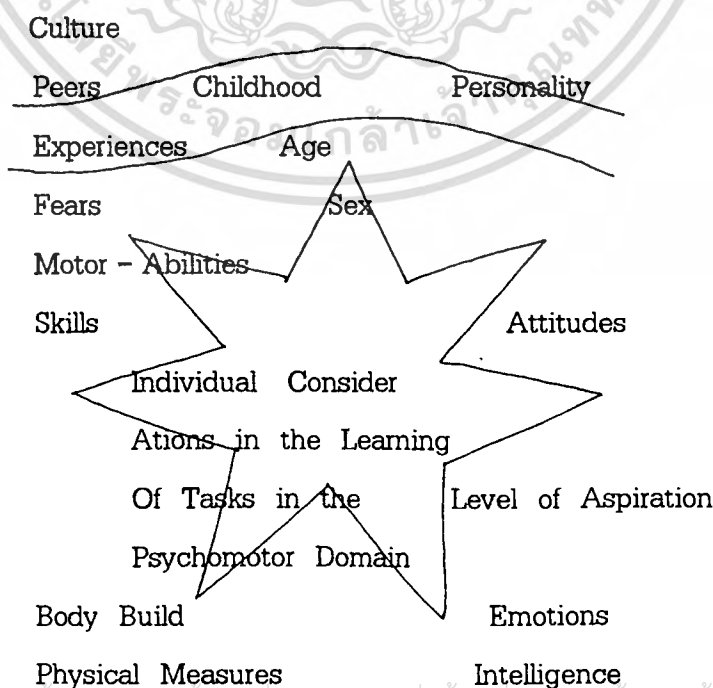 Culture
Peers Childhood Personality
Experiences Age
Fears Sex
Motor – Abilities
Skills Attitudes
Individual Consider
Ations in the Learning
Of Tasks in the Level of Aspiration
Psychomotor Domain
Body Build Emotions
Physical Measures Intelligence